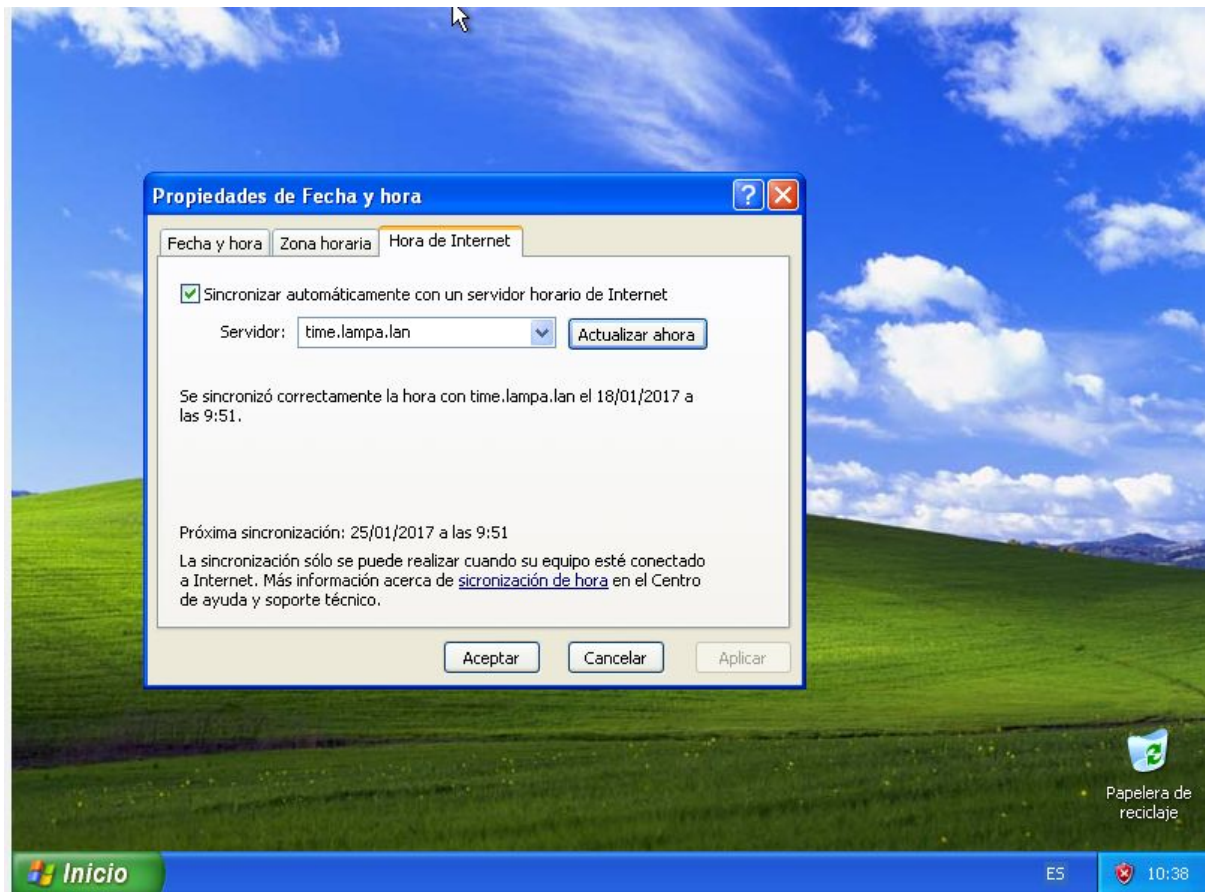 Propiedades de Fecha y hora
?
Fecha y hora
Zona horaria
Hora de Internet
Sincronizar automáticamente con un servidor horario de Internet
Servidor: time.lampa.lan
Actualizar ahora
Se sincronizó correctamente la hora con time.lampa.lan el 18/01/2017 a
las 9:51.
Próxima sincronización: 25/01/2017 a las 9:51
La sincronización sólo se puede realizar cuando su equipo esté conectado
a Internet. Más información acerca de sicronización de hora en el Centro
de ayuda y soporte técnico.
Aceptar
Cancelar
Aplicar
Papelera de
reciclaje
Inicio
ES
10:38